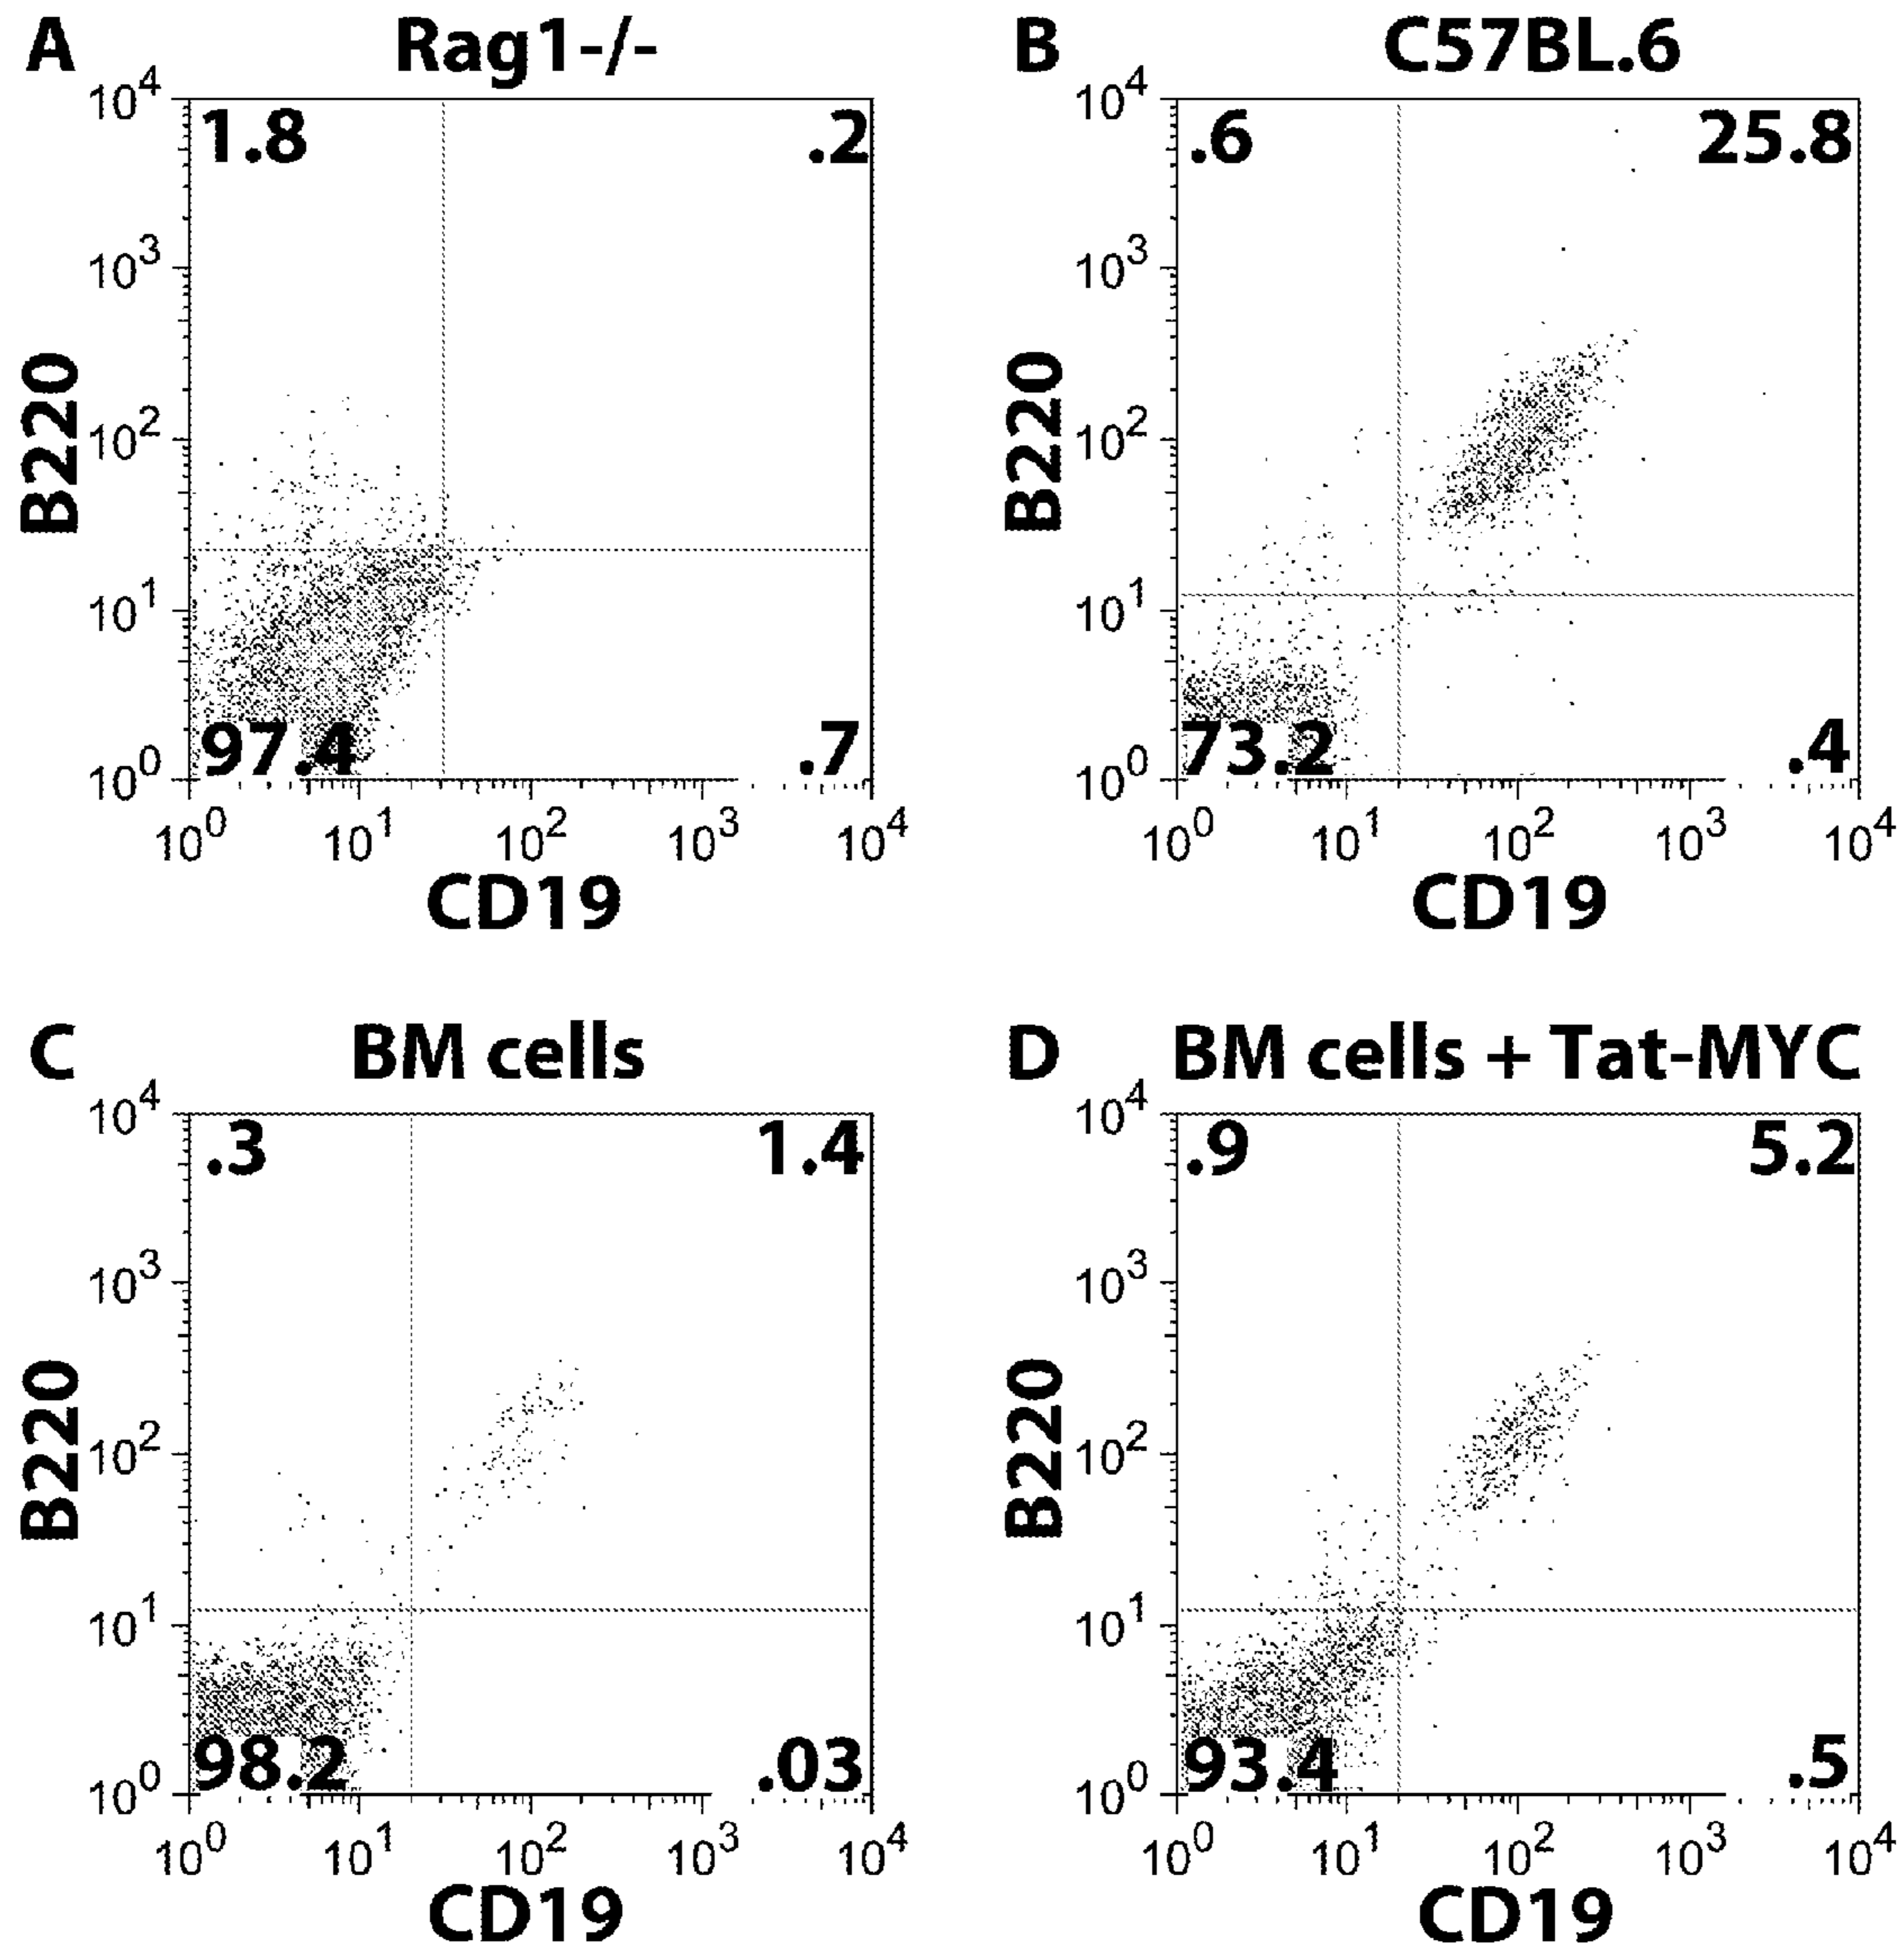 A Rag1-/-
10^4
1.8 .2
10^3
B220
10^2
10^1
97.4 .7
10^0
10^0 10^1 10^2 10^3 10^4
CD19
B C57BL.6
10^4
.6 25.8
10^3
B220
10^2
10^1
73.2 .4
10^0
10^0 10^1 10^2 10^3 10^4
CD19
C BM cells
10^4
.3 1.4
10^3
B220
10^2
10^1
98.2 .03
10^0
10^0 10^1 10^2 10^3 10^4
CD19
D BM cells + Tat-MYC
10^4
.9 5.2
10^3
B220
10^2
10^1
93.4 .5
10^0
10^0 10^1 10^2 10^3 10^4
CD19